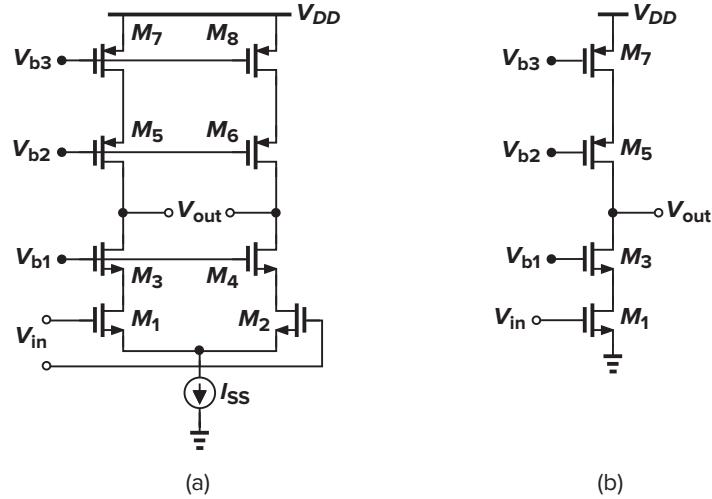 V_DD
M_7 M_8
V_b3
M_5 M_6
V_b2
V_out
V_b1
M_3 M_4
M_1 M_2
V_in
I_SS
(a)
V_DD
V_b3 M_7
V_b2 M_5
V_out
V_b1 M_3
V_in M_1
(b)